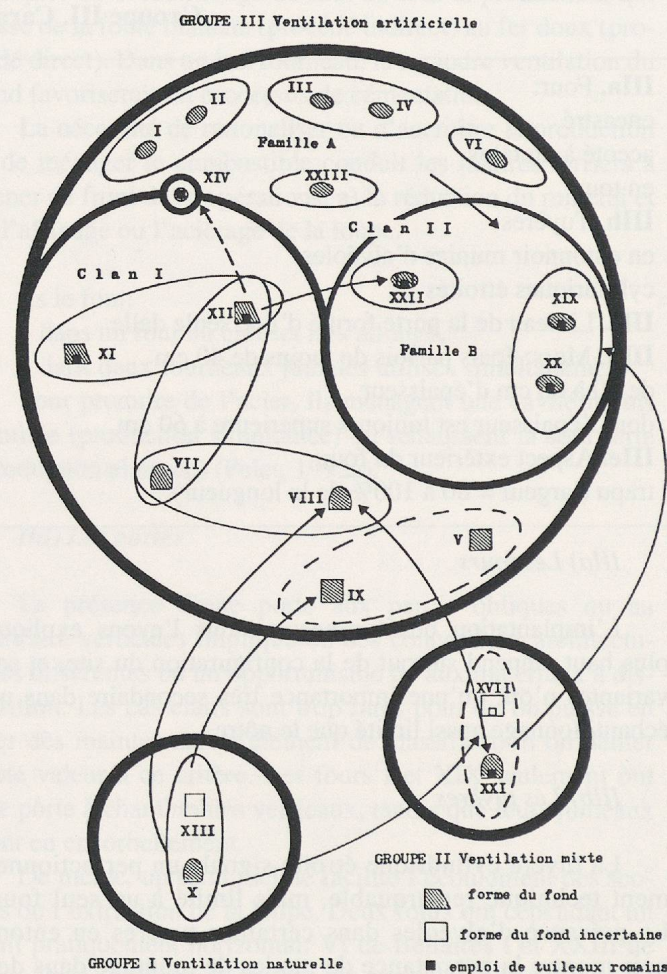 GROUPE III Ventilation artificielle
III
IV
II
I
Famille A
VI
XIV
XXIII
Clan II
Clan I
XII
XXII
XIX
XI
Famille B
XX
VII
VIII
V
IX
XVII
XXI
XIII
X
GROUPE II Ventilation mixte
forme du fond
forme du fond incertaine
GROUPE I Ventilation naturelle
emploi de tuileaux romains